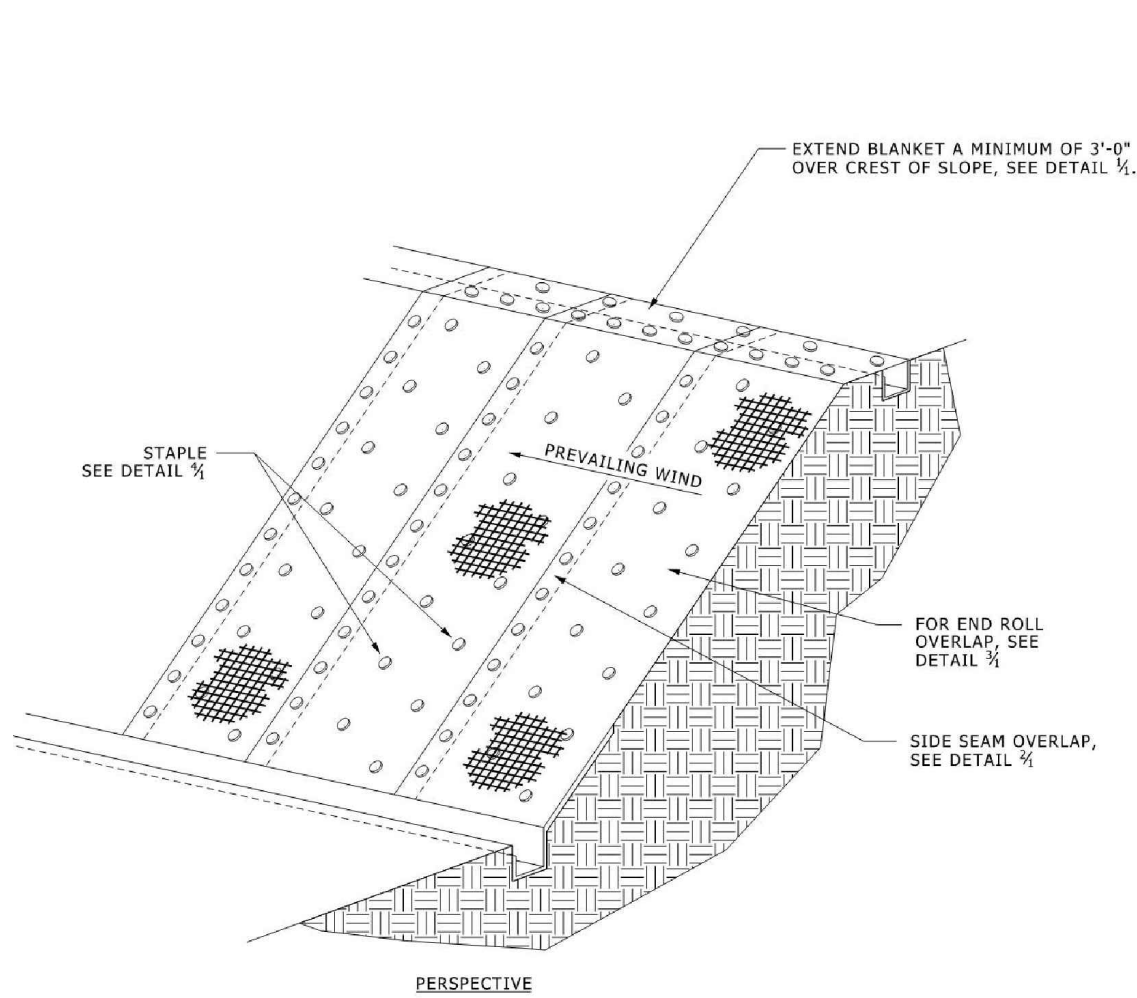 EXTEND BLANKET A MINIMUM OF 3'-0"
OVER CREST OF SLOPE, SEE DETAIL 1/1.
STAPLE
SEE DETAIL 4/1
PREVAILING WIND
FOR END ROLL
OVERLAP, SEE
DETAIL 3/1
SIDE SEAM OVERLAP,
SEE DETAIL 2/1
PERSPECTIVE